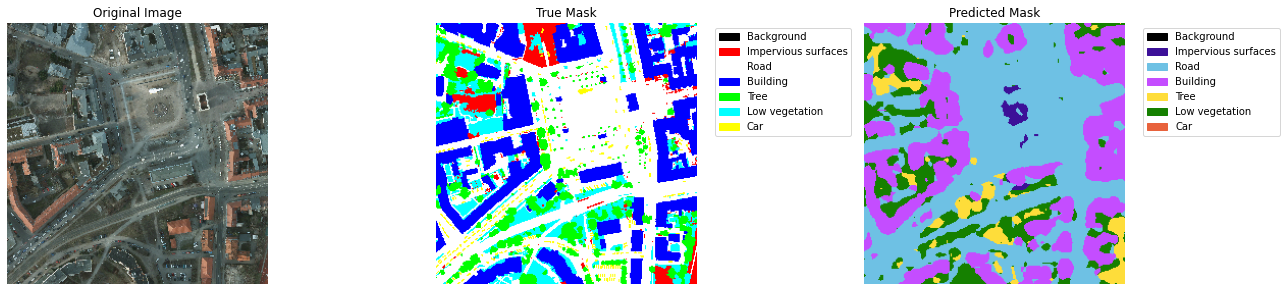 Original Image
True Mask
Background
Impervious surfaces
Road
Building
Tree
Low vegetation
Car
Predicted Mask
Background
Impervious surfaces
Road
Building
Tree
Low vegetation
Car